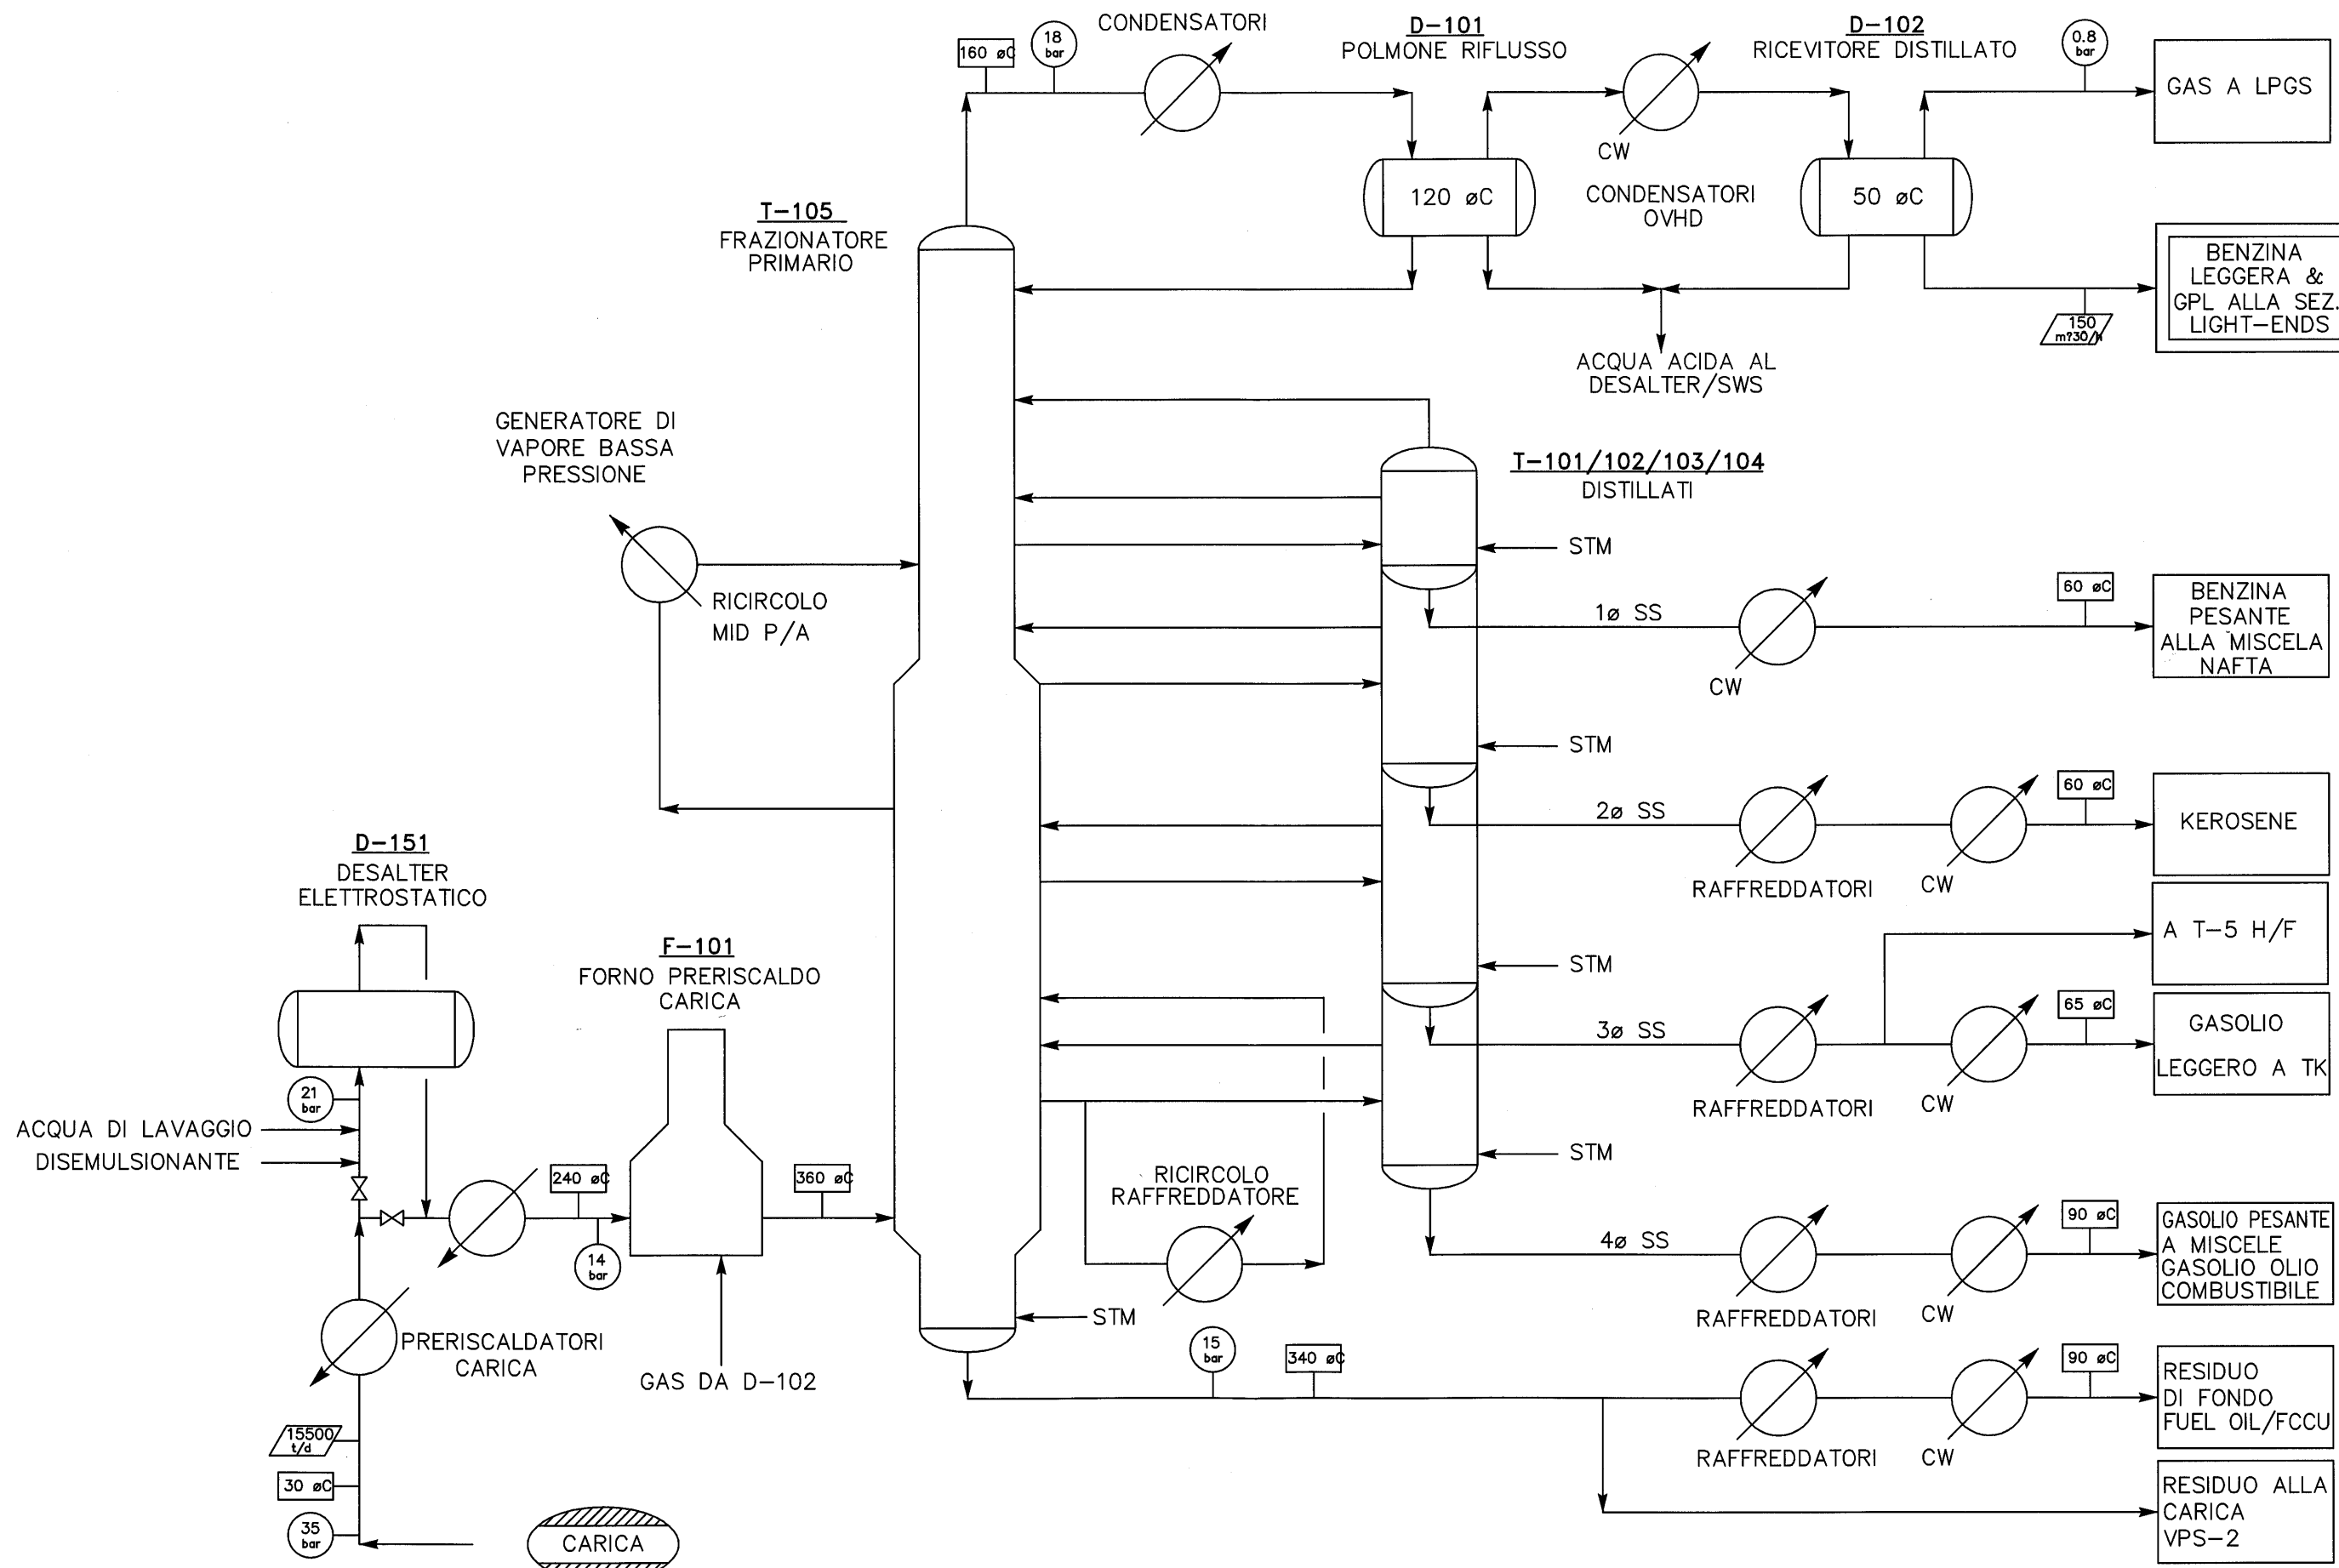 CONDENSATORI
D-101
POLMONE RIFLUSSO
D-102
RICEVITORE DISTILLATO
160 øC
18
bar
0.8
bar
GAS A LPGS
CW
CONDENSATORI
OVHD
120 øC
50 øC
T-105
FRAZIONATORE
PRIMARIO
BENZINA
LEGGERA &
GPL ALLA SEZ.
LIGHT-ENDS
150
m?30/h
ACQUA ACIDA AL
DESALTER/SWS
GENERATORE DI
VAPORE BASSA
PRESSIONE
T-101/102/103/104
DISTILLATI
STM
RICIRCOLO
MID P/A
1ø SS
CW
60 øC
BENZINA
PESANTE
ALLA MISCELA
NAFTA
STM
2ø SS
RAFFREDDATORI
CW
60 øC
KEROSENE
D-151
DESALTER
ELETTROSTATICO
F-101
FORNO PRERISCALDO
CARICA
STM
A T-5 H/F
3ø SS
RAFFREDDATORI
CW
65 øC
GASOLIO
LEGGERO A TK
21
bar
ACQUA DI LAVAGGIO
DISEMULSIONANTE
240 øC
14
bar
360 øC
STM
RICIRCOLO
RAFFREDDATORE
4ø SS
RAFFREDDATORI
CW
90 øC
GASOLIO PESANTE
A MISCELE
GASOLIO OLIO
COMBUSTIBILE
STM
PRERISCALDATORI
CARICA
GAS DA D-102
15
bar
340 øC
RAFFREDDATORI
CW
90 øC
RESIDUO
DI FONDO
FUEL OIL/FCCU
15500
t/d
30 øC
35
bar
CARICA
RESIDUO ALLA
CARICA
VPS-2